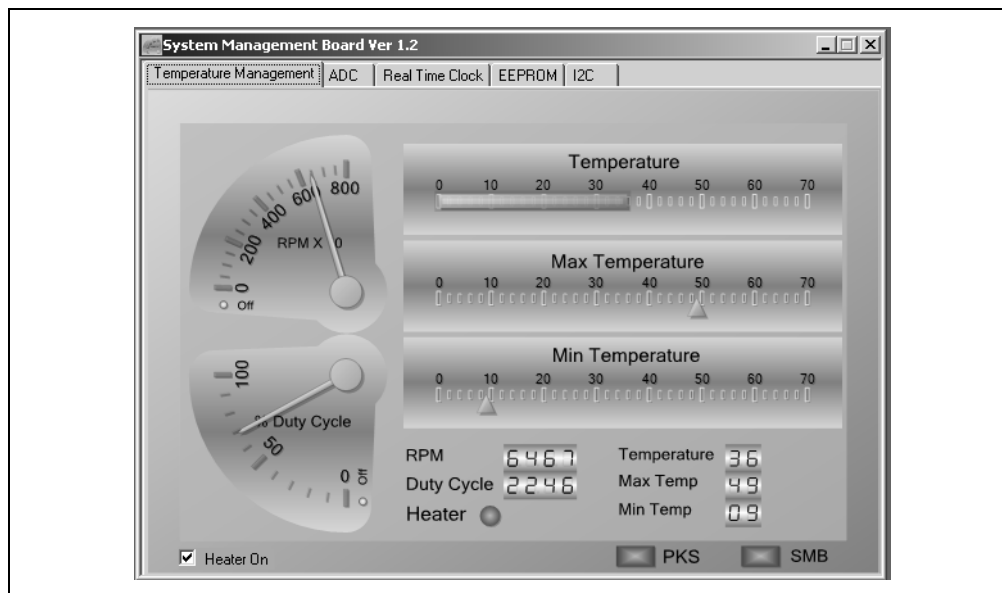 System Management Board Ver 1.2
Temperature Management ADC Real Time Clock EEPROM I2C
0 200 400 600 800
RPM X 0
Off
Temperature
0 10 20 30 40 50 60 70
Max Temperature
0 10 20 30 40 50 60 70
Min Temperature
0 10 20 30 40 50 60 70
100 50 0
% Duty Cycle
Off
RPM 6467
Duty Cycle 2246
Heater
Temperature 36
Max Temp 49
Min Temp 09
Heater On
PKS SMB